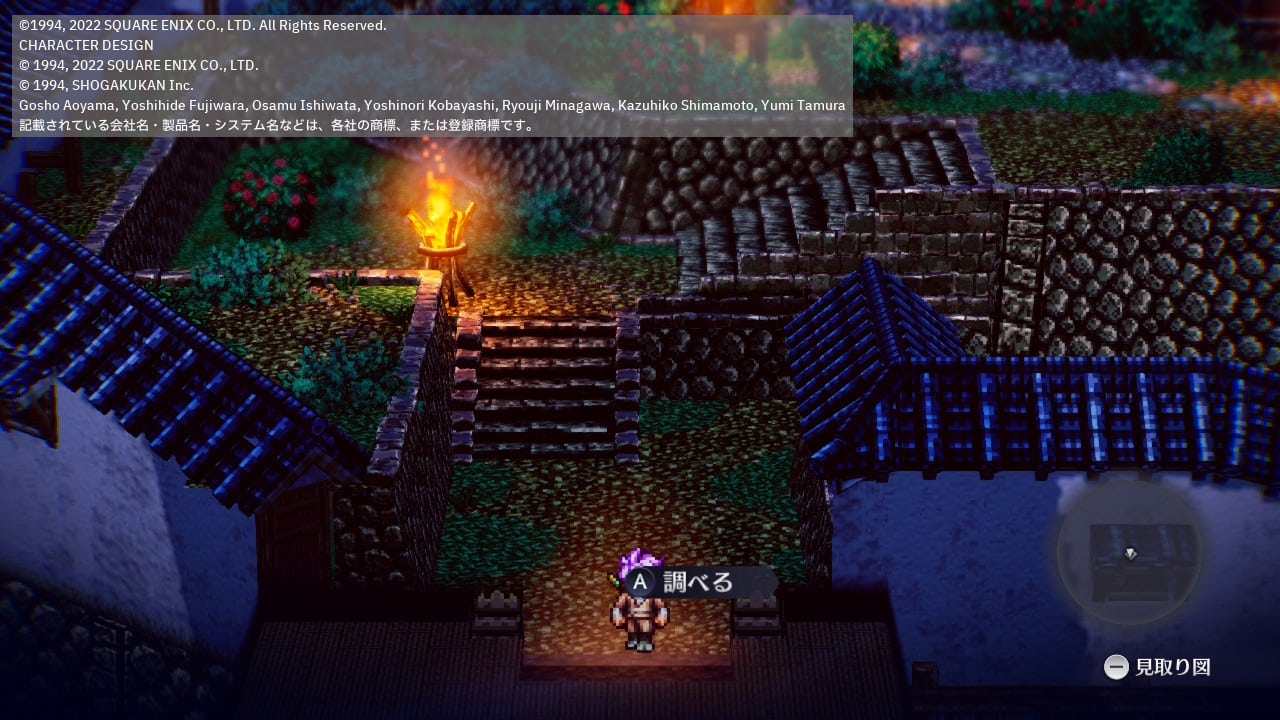 ©1994, 2022 SQUARE ENIX CO., LTD. All Rights Reserved.
CHARACTER DESIGN
© 1994, 2022 SQUARE ENIX CO., LTD.
© 1994, SHOGAKUKAN Inc.
Gosho Aoyama, Yoshihide Fujiwara, Osamu Ishiwata, Yoshinori Kobayashi, Ryouji Minagawa, Kazuhiko Shimamoto, Yumi Tamura
記載されている会社名・製品名・システム名などは、各社の商標、または登録商標です。
A 調べる
見取り図